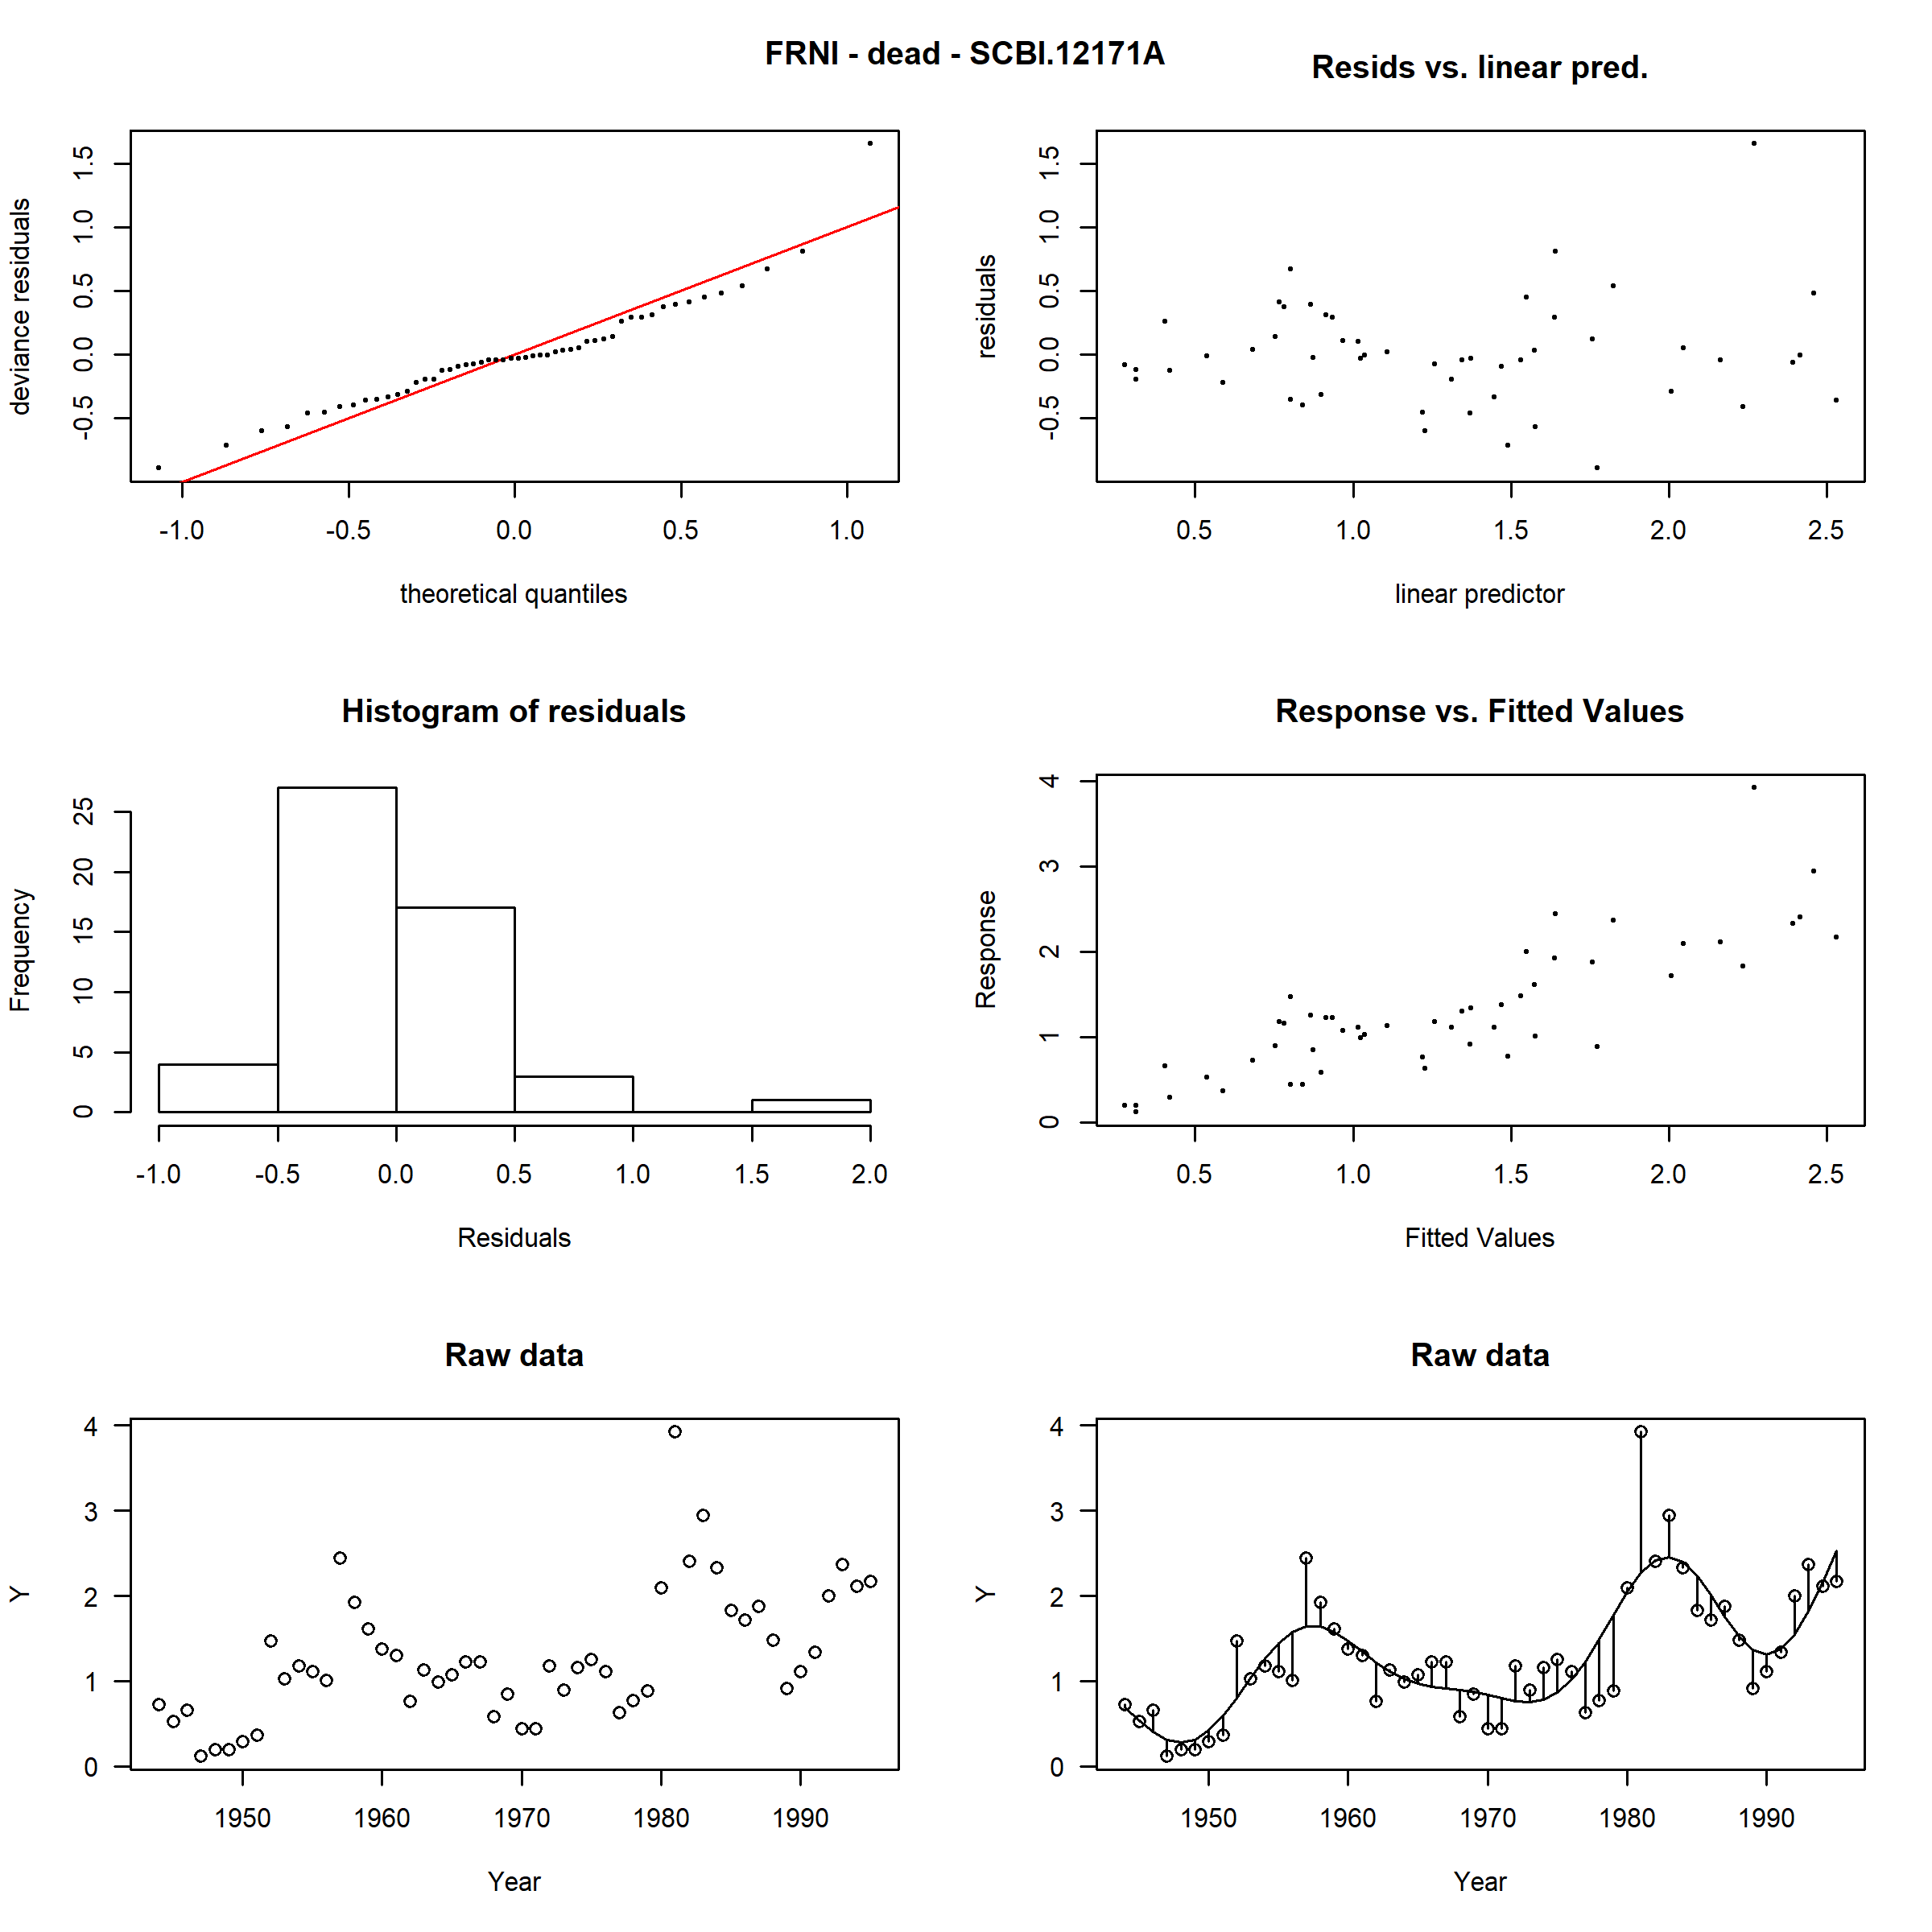 FRNI - dead - SCBI.12171A
Resids vs. linear pred.
deviance residuals
-0.5 0.0 0.5 1.0 1.5
-1.0 -0.5 0.0 0.5 1.0
theoretical quantiles
residuals
-0.5 0.0 0.5 1.0 1.5
0.5 1.0 1.5 2.0 2.5
linear predictor
Histogram of residuals
Frequency
0 5 10 15 20 25
-1.0 -0.5 0.0 0.5 1.0 1.5 2.0
Residuals
Response vs. Fitted Values
Response
0 1 2 3 4
0.5 1.0 1.5 2.0 2.5
Fitted Values
Raw data
Y
0 1 2 3 4
1950 1960 1970 1980 1990
Year
Raw data
Y
0 1 2 3 4
1950 1960 1970 1980 1990
Year